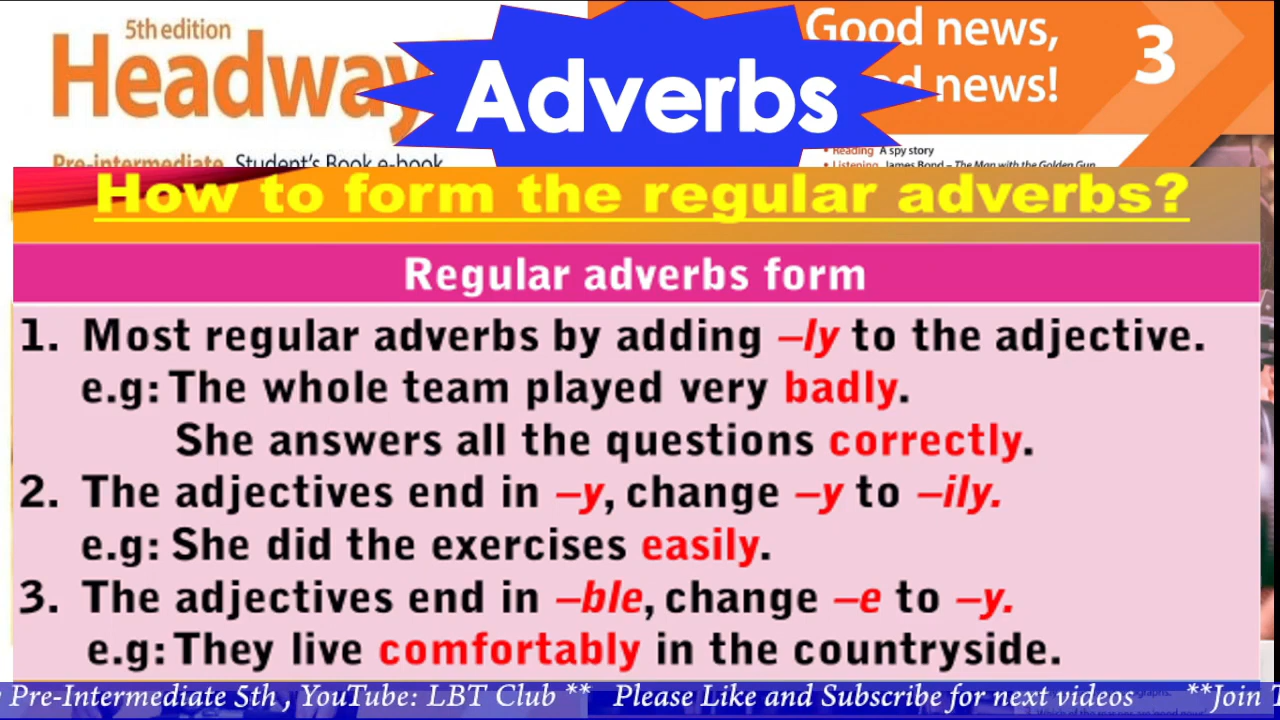 5th edition
Headway
Pre-intermediate Student's Book e-book
Adverbs
Good news,
news!
3
• Reading A spy story
• Listening James Bond – The Man with the Golden Gun
How to form the regular adverbs?
Regular adverbs form
1. Most regular adverbs by adding –ly to the adjective.
e.g: The whole team played very badly.
She answers all the questions correctly.
2. The adjectives end in –y, change –y to –ily.
e.g: She did the exercises easily.
3. The adjectives end in –ble, change –e to –y.
e.g: They live comfortably in the countryside.
Pre-Intermediate 5th , YouTube: LBT Club ** Please Like and Subscribe for next videos **Join